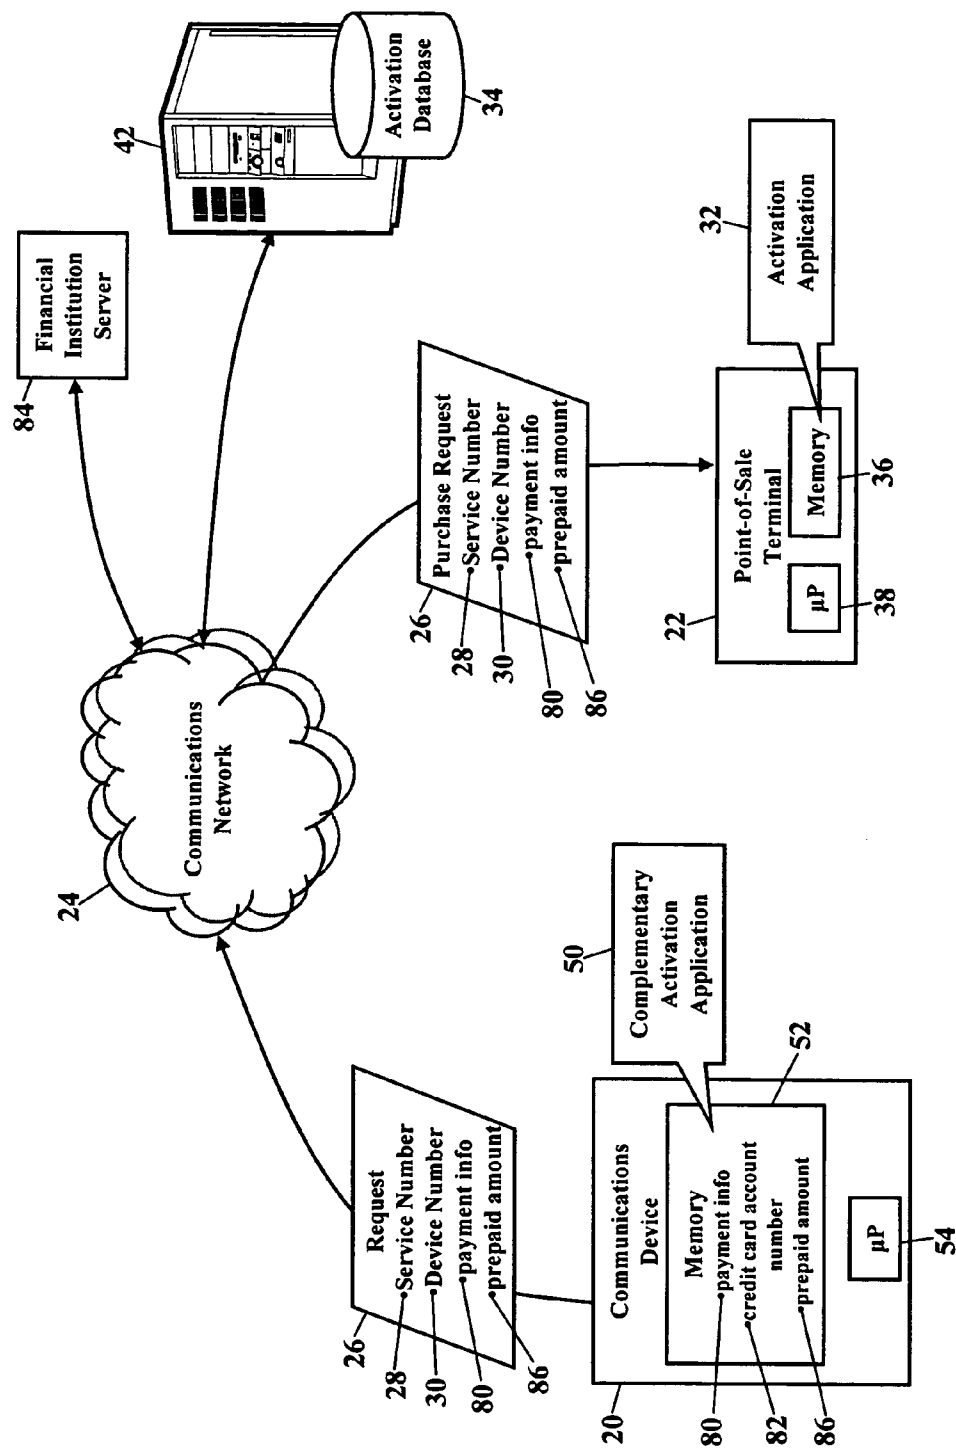 84
Financial
Institution
Server
42
Activation
Database
34
24
Communications
Network
26
Request
28
•Service Number
30
•Device Number
80
•payment info
86
•prepaid amount
26
Purchase Request
28
•Service Number
30
•Device Number
80
•payment info
86
•prepaid amount
20
Communications
Device
Memory
80
•payment info
82
•credit card account
number
86
•prepaid amount
52
µP
54
50
Complementary
Activation
Application
22
Point-of-Sale
Terminal
µP
38
Memory
36
32
Activation
Application